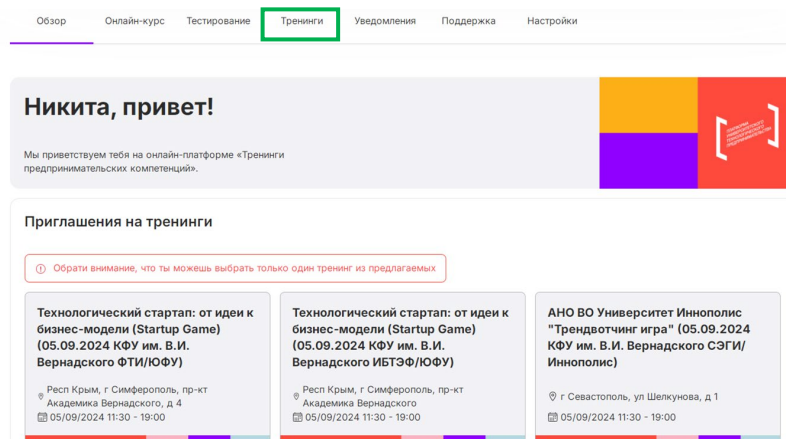 Обзор Онлайн-курс Тестирование Тренинги Уведомления Поддержка Настройки
Никита, привет!
Мы приветствуем тебя на онлайн-платформе «Тренинги
предпринимательских компетенций».
ПЛАТФОРМА
УНИВЕРСИТЕТСКОГО
ТЕХНОЛОГИЧЕСКОГО
ПРЕДПРИНИМАТЕЛЬСТВА
Приглашения на тренинги
Обрати внимание, что ты можешь выбрать только один тренинг из предлагаемых
Технологический стартап: от идеи к
бизнес-модели (Startup Game)
(05.09.2024 КФУ им. В.И.
Вернадского ФТИ/ЮФУ)
Респ Крым, г Симферополь, пр-кт
Академика Вернадского, д 4
05/09/2024 11:30 - 19:00
Технологический стартап: от идеи к
бизнес-модели (Startup Game)
(05.09.2024 КФУ им. В.И.
Вернадского ИБТЭФ/ЮФУ)
Респ Крым, г Симферополь, пр-кт
Академика Вернадского
05/09/2024 11:30 - 19:00
АНО ВО Университет Иннополис
"Трендвотчинг игра" (05.09.2024
КФУ им. В.И. Вернадского СЭГИ/
Иннополис)
г Севастополь, ул Шелкунова, д 1
05/09/2024 11:30 - 19:00